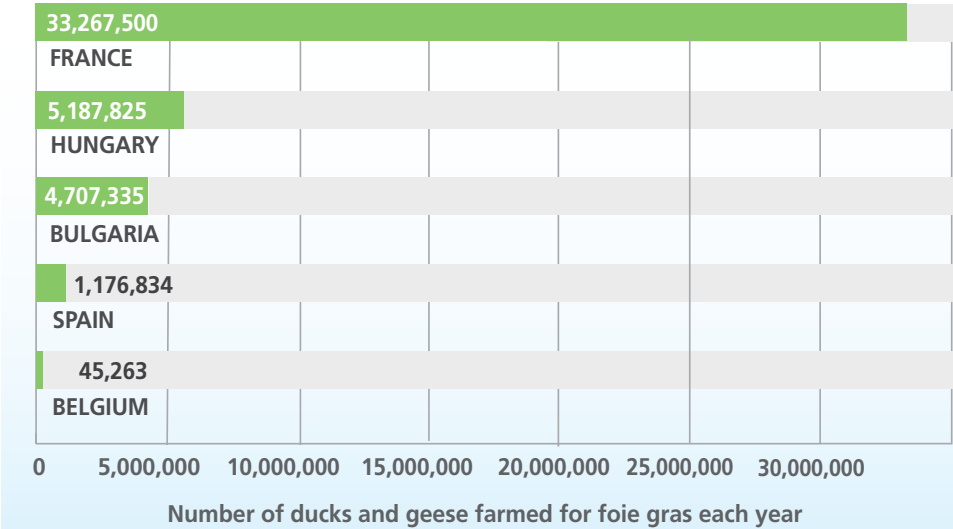 33,267,500
FRANCE
5,187,825
HUNGARY
4,707,335
BULGARIA
1,176,834
SPAIN
45,263
BELGIUM
0 5,000,000 10,000,000 15,000,000 20,000,000 25,000,000 30,000,000
Number of ducks and geese farmed for foie gras each year